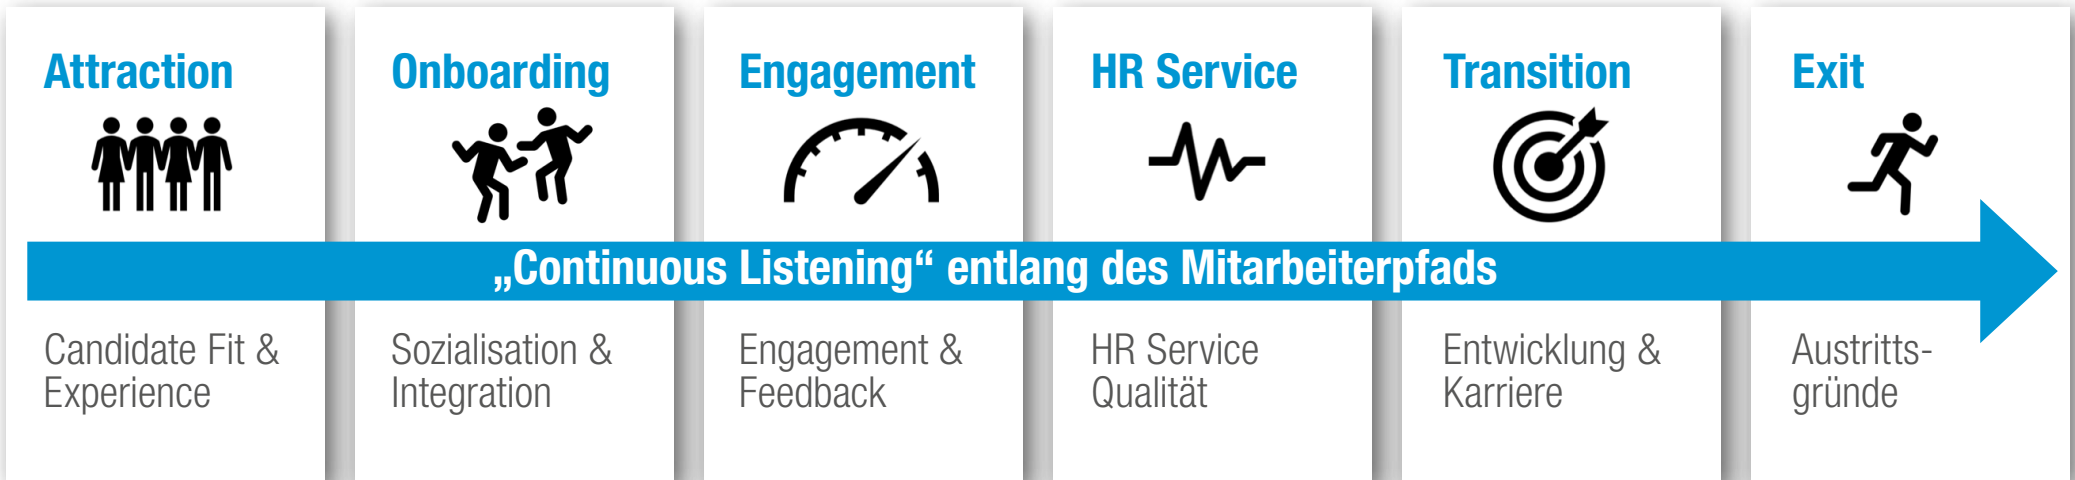 Attraction
Onboarding
Engagement
HR Service
Transition
Exit
„Continuous Listening“ entlang des Mitarbeiterpfads
Candidate Fit &
Experience
Sozialisation &
Integration
Engagement &
Feedback
HR Service
Qualität
Entwicklung &
Karriere
Austritts-
gründe